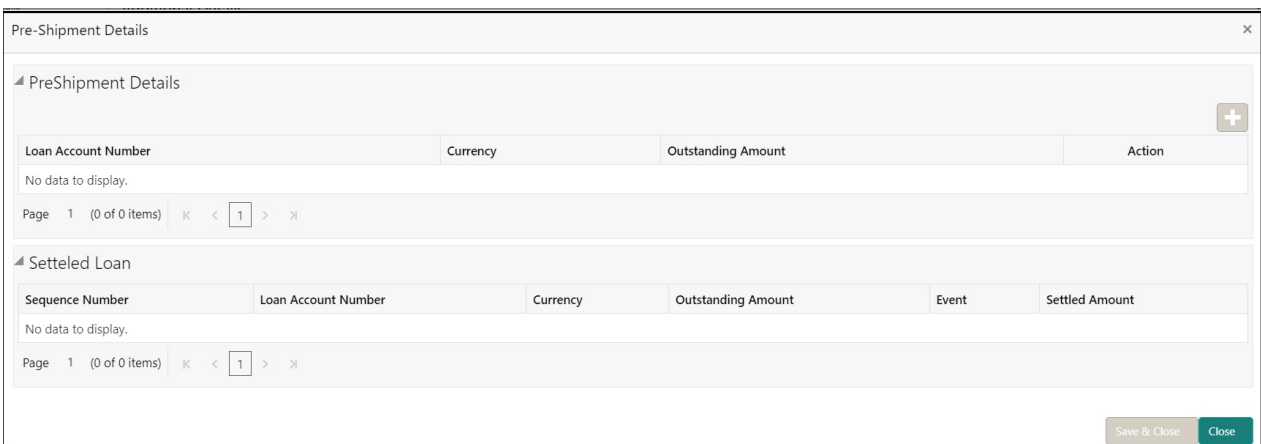 Pre-Shipment Details ×
PreShipment Details
Loan Account Number Currency Outstanding Amount Action
No data to display.
Page 1 (0 of 0 items) 1
Setteled Loan
Sequence Number Loan Account Number Currency Outstanding Amount Event Settled Amount
No data to display.
Page 1 (0 of 0 items) 1
Save & Close Close